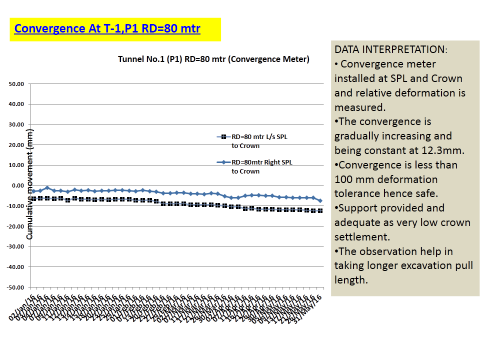 Convergence At T-1,P1 RD=80 mtr
Tunnel No.1 (P1) RD=80 mtr (Convergence Meter)
50.00
40.00
30.00
20.00
10.00
0.00
-10.00
-20.00
-30.00
-40.00
-50.00
Cumulative movement (mm)
RD=80 mtr L/s SPL
to Crown
RD=80mtr Right SPL
to Crown
31/May/16
DATA INTERPRETATION:
• Convergence meter
installed at SPL and Crown
and relative deformation is
measured.
•The convergence is
gradually increasing and
being constant at 12.3mm.
•Convergence is less than
100 mm deformation
tolerance hence safe.
•Support provided and
adequate as very low crown
settlement.
•The observation help in
taking longer excavation pull
length.